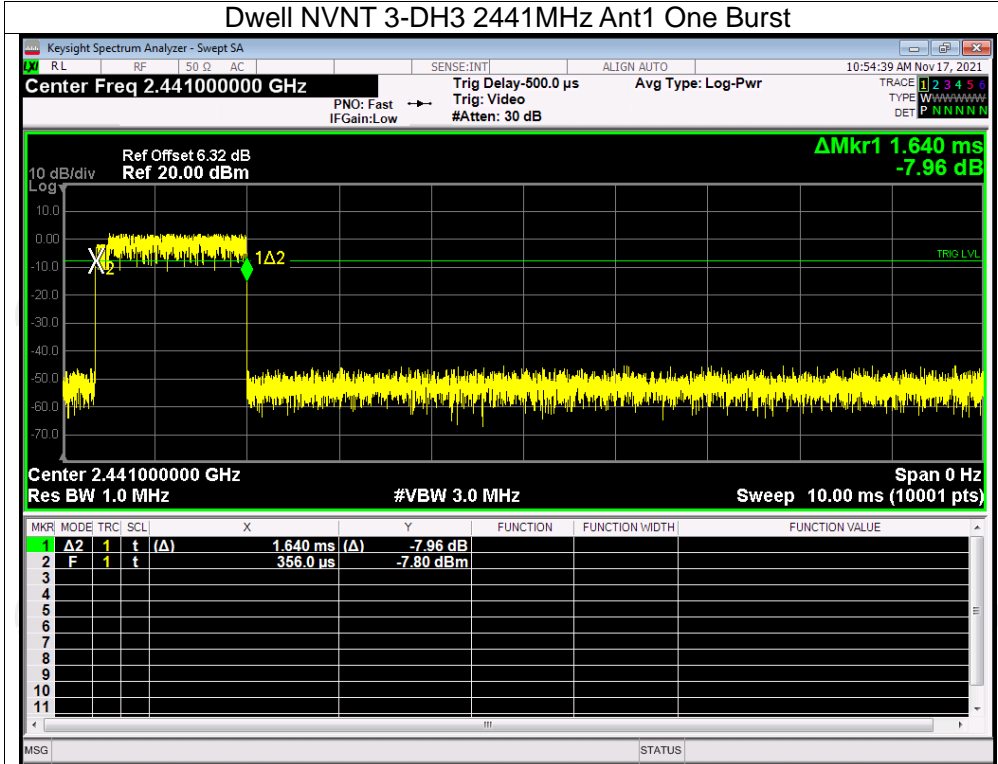 Dwell NVNT 3-DH3 2441MHz Ant1 One Burst
Keysight Spectrum Analyzer - Swept SA
LXI RL RF 50 Ω AC SENSE:INT ALIGN AUTO 10:54:39 AM Nov 17, 2021
Center Freq 2.441000000 GHz Trig Delay-500.0 µs Avg Type: Log-Pwr TRACE 1 2 3 4 5 6
PNO: Fast Trig: Video TYPE WWWWWW
IFGain:Low #Atten: 30 dB DET P N N N N N
ΔMkr1 1.640 ms
-7.96 dB
Ref Offset 6.32 dB
10 dB/div Ref 20.00 dBm
Log
10.0
0.00
-10.0
-20.0
-30.0
-40.0
-50.0
-60.0
-70.0
2
1Δ2
TRIG LVL
Center 2.441000000 GHz Span 0 Hz
Res BW 1.0 MHz #VBW 3.0 MHz Sweep 10.00 ms (10001 pts)
MKR MODE TRC SCL X Y FUNCTION FUNCTION WIDTH FUNCTION VALUE
1 Δ2 1 t (Δ) 1.640 ms (Δ) -7.96 dB
2 F 1 t 356.0 µs -7.80 dBm
3
4
5
6
7
8
9
10
11
MSG STATUS